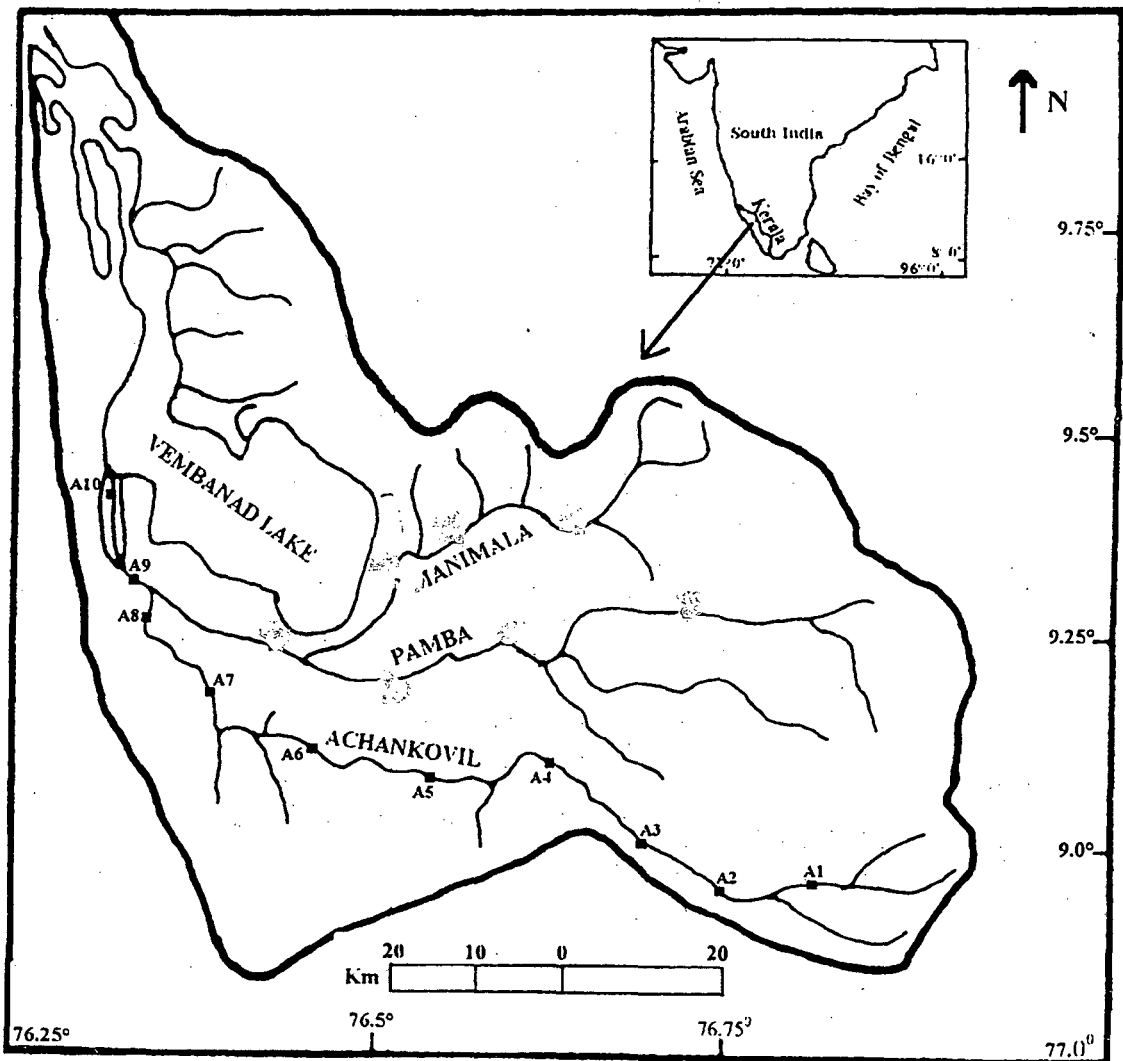 N
South India
Arabian Sea
Bay of Bengal
Kerala
9.75°
9.5°
9.25°
9.0°
VEMBANAD LAKE
MANIMALA
PAMBA
ACHANKOVIL
A10
A9
A8
A7
A6
A5
A4
A3
A2
A1
20 10 0 20
Km
76.25° 76.5° 76.75° 77.0°